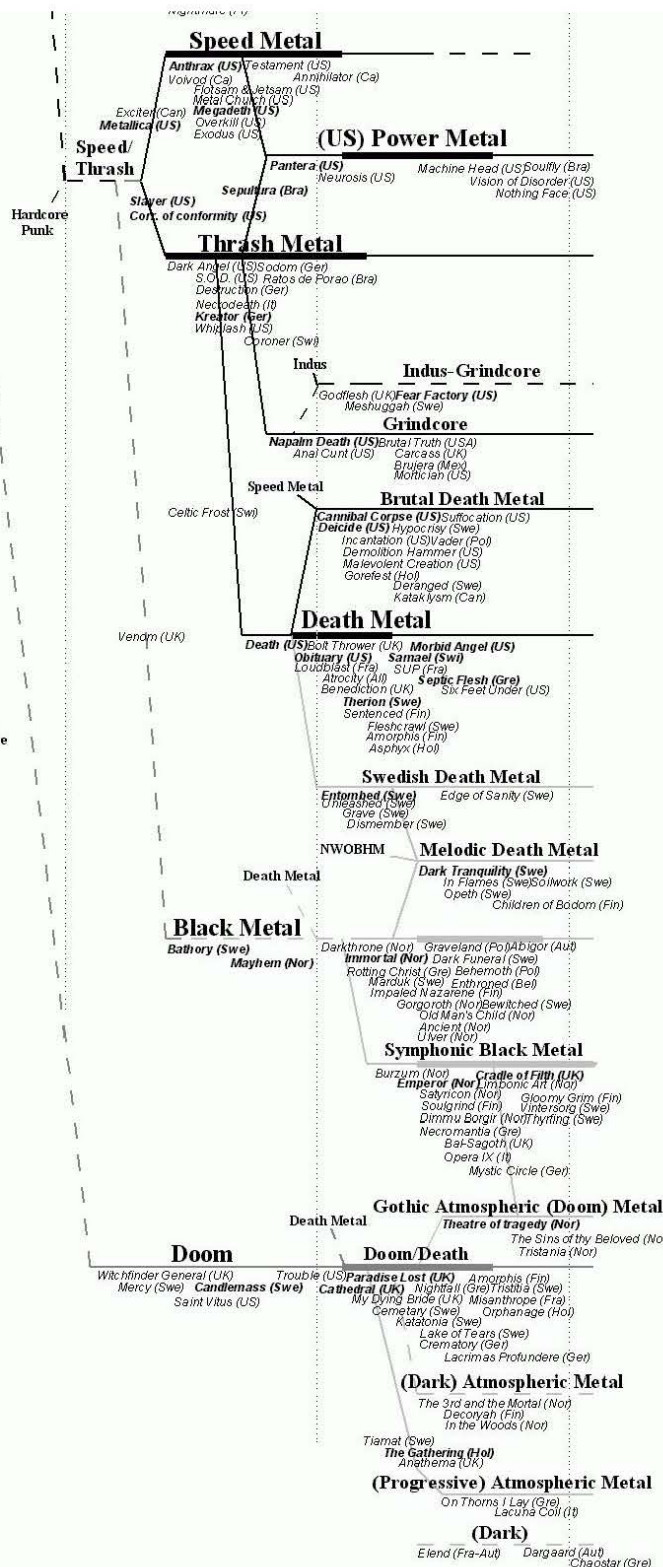 Nightmare (Fr)
Speed Metal
Anthrax (US) Testament (US)
Voivod (Ca) Annihilator (Ca)
Flotsam & Jetsam (US)
Metal Church (US)
Exciter (Can) Megadeth (US)
Metallica (US) Overkill (US)
Exodus (US)
Speed/
Thrash
(US) Power Metal
Pantera (US) Machine Head (US) Soulfly (Bra)
Neurosis (US) Vision of Disorder (US)
Sepultura (Bra) Nothing Face (US)
Slayer (US)
Hardcore
Punk
Corr. of conformity (US)
Thrash Metal
Dark Angel (US) Sodom (Ger)
S.O.D. (US) Ratos de Porao (Bra)
Destruction (Ger)
Necrodeath (It)
Kreator (Ger)
Whiplash (US)
Coroner (Swi)
Indus Indus-Grindcore
Godflesh (UK) Fear Factory (US)
Meshuggah (Swe)
Grindcore
Napalm Death (US) Brutal Truth (USA)
Anal Cunt (US) Carcass (UK)
Brujera (Mex)
Mortician (US)
Speed Metal
Brutal Death Metal
Celtic Frost (Swi) Cannibal Corpse (US) Suffocation (US)
Deicide (US) Hypocrisy (Swe)
Incantation (US) Vader (Pol)
Demolition Hammer (US)
Malevolent Creation (US)
Gorefest (Hol)
Deranged (Swe)
Kataklysm (Can)
Death Metal
Venom (UK) Death (US) Bolt Thrower (UK) Morbid Angel (US)
Obituary (US) Samael (Swi)
Loudblast (Fra) SUP (Fra)
Atrocity (All) Septic Flesh (Gre)
Benediction (UK) Six Feet Under (US)
Therion (Swe)
Sentenced (Fin)
Fleshcrawl (Swe)
Amorphis (Fin)
e
Asphyx (Hol)
Swedish Death Metal
Entombed (Swe) Edge of Sanity (Swe)
Unleashed (Swe)
Grave (Swe)
Dismember (Swe)
NWOBHM Melodic Death Metal
Death Metal Dark Tranquility (Swe)
In Flames (Swe) Soilwork (Swe)
Opeth (Swe)
Children of Bodom (Fin)
Black Metal
Bathory (Swe) Darkthrone (Nor) Graveland (Pol) Abigor (Aut)
Mayhem (Nor) Immortal (Nor) Dark Funeral (Swe)
Rotting Christ (Gre) Behemoth (Pol)
Marduk (Swe) Enthroned (Bel)
Impaled Nazarene (Fin)
Gorgoroth (Nor) Bewitched (Swe)
Old Man's Child (Nor)
Ancient (Nor)
Ulver (Nor)
Symphonic Black Metal
Burzum (Nor) Cradle of Filth (UK)
Emperor (Nor) Limbonic Art (Nor)
Satyricon (Nor) Gloomy Grim (Fin)
Soulgrind (Fin) Vintersorg (Swe)
Dimmu Borgir (Nor) Thyrfing (Swe)
Necromantia (Gre)
Bal-Sagoth (UK)
Opera IX (It)
Mystic Circle (Ger)
Gothic Atmospheric (Doom) Metal
Death Metal Theatre of tragedy (Nor)
The Sins of thy Beloved (No
Tristania (Nor)
Doom Doom/Death
Witchfinder General (UK) Trouble (US) Paradise Lost (UK) Amorphis (Fin)
Mercy (Swe) Candlemass (Swe) Cathedral (UK) Nightfall (Gre) Tristitia (Swe)
Saint Vitus (US) My Dying Bride (UK) Misanthrope (Fra)
Cemetary (Swe) Orphanage (Hol)
Katatonia (Swe)
Lake of Tears (Swe)
Crematory (Ger)
Lacrimas Profundere (Ger)
(Dark) Atmospheric Metal
The 3rd and the Mortal (Nor)
Decoryah (Fin)
In the Woods (Nor)
Tiamat (Swe)
The Gathering (Hol)
Anathema (UK)
(Progressive) Atmospheric Metal
On Thorns I Lay (Gre)
Lacuna Coil (It)
(Dark)
Elend (Fra-Aut) Dargaard (Aut)
Chaostar (Gre)